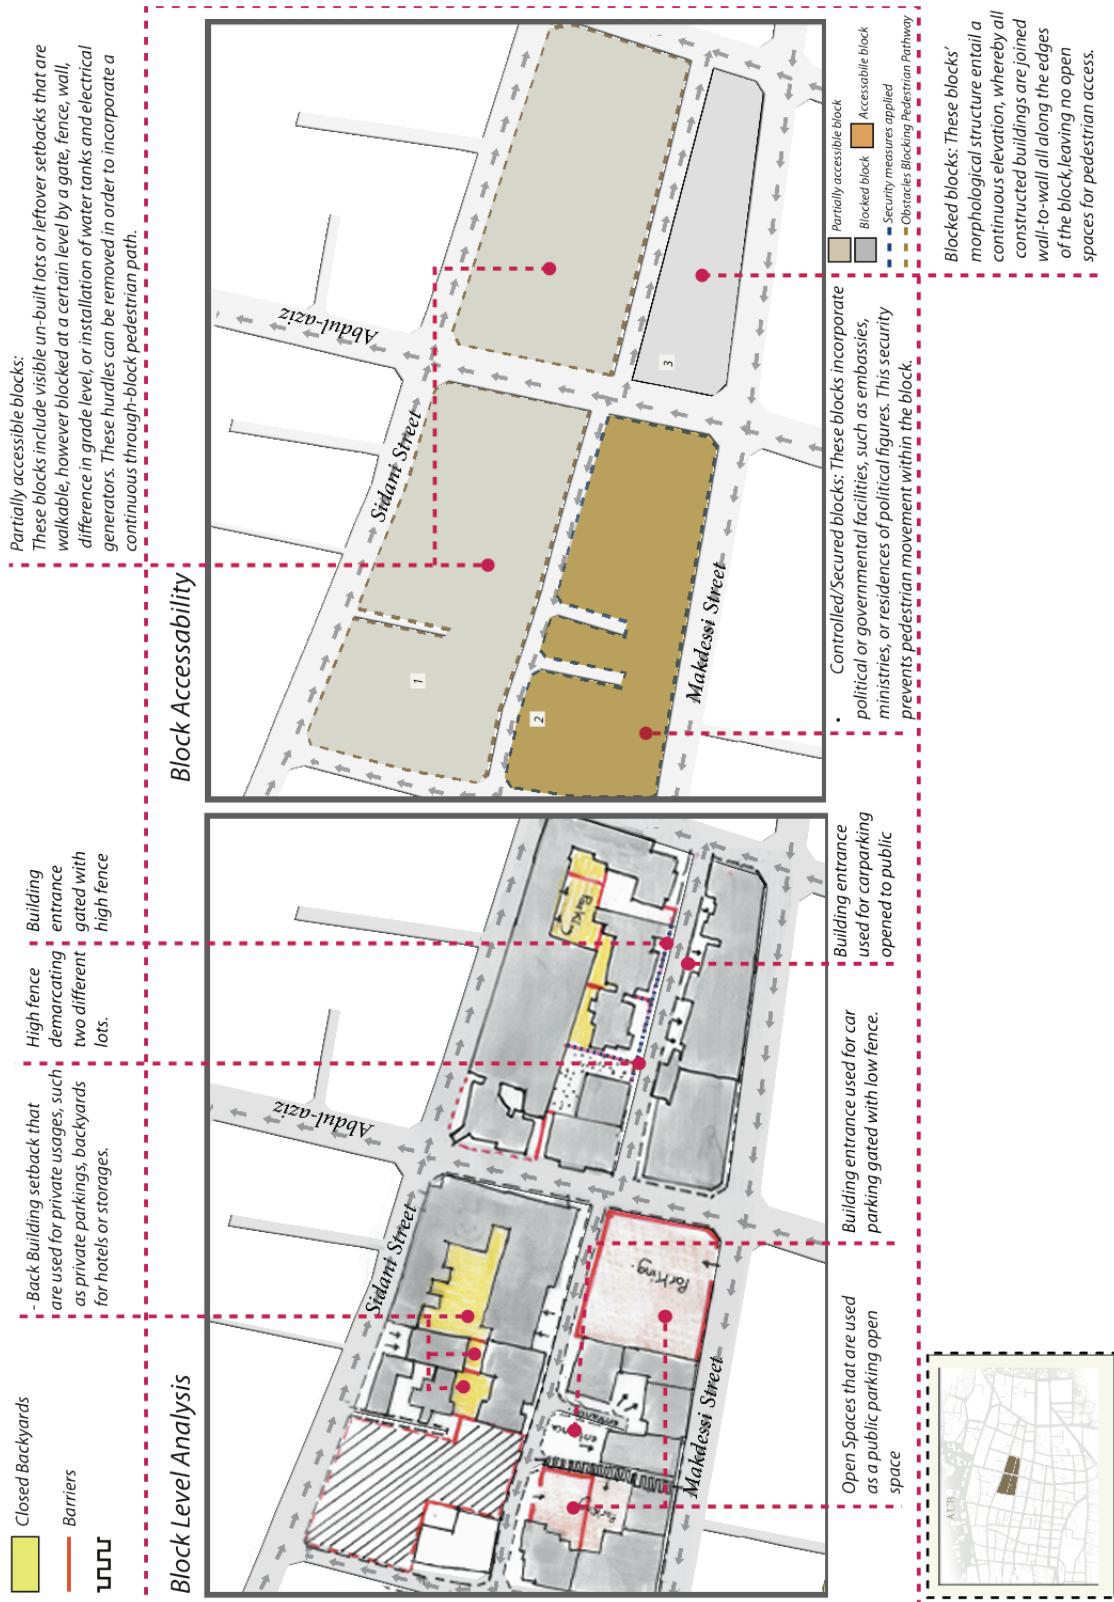 Closed Backyards
Barriers
- Back Building setback that
are used for private usages, such
as private parkings, backyards
for hotels or storages.
High fence
demarcating
two different
lots.
Building
entrance
gated with
high fence
Partially accessible blocks:
These blocks include visible un-built lots or leftover setbacks that are
walkable, however blocked at a certain level by a gate, fence, wall,
difference in grade level, or installation of water tanks and electrical
generators. These hurdles can be removed in order to incorporate a
continuous through-block pedestrian path.
Block Level Analysis
Sidani Street
Abdul-aziz
Makdessi Street
Parking
Parking
Parking
entrance
entrance
Block Accessability
Sidani Street
Abdul-aziz
Makdessi Street
1
2
3
Partially accessible block
Blocked block
Accessabile block
Security measures applied
Obstacles Blocking Pedestrian Pathway
Open Spaces that are used
as a public parking open
space
Building entrance used for car
parking gated with low fence.
Building entrance
used for carparking
opened to public
• Controlled/Secured blocks: These blocks incorporate
political or governmental facilities, such as embassies,
ministries, or residences of political figures. This security
prevents pedestrian movement within the block.
Blocked blocks: These blocks'
morphological structure entail a
continuous elevation, whereby all
constructed buildings are joined
wall-to-wall all along the edges
of the block,leaving no open
spaces for pedestrian access.
AUB